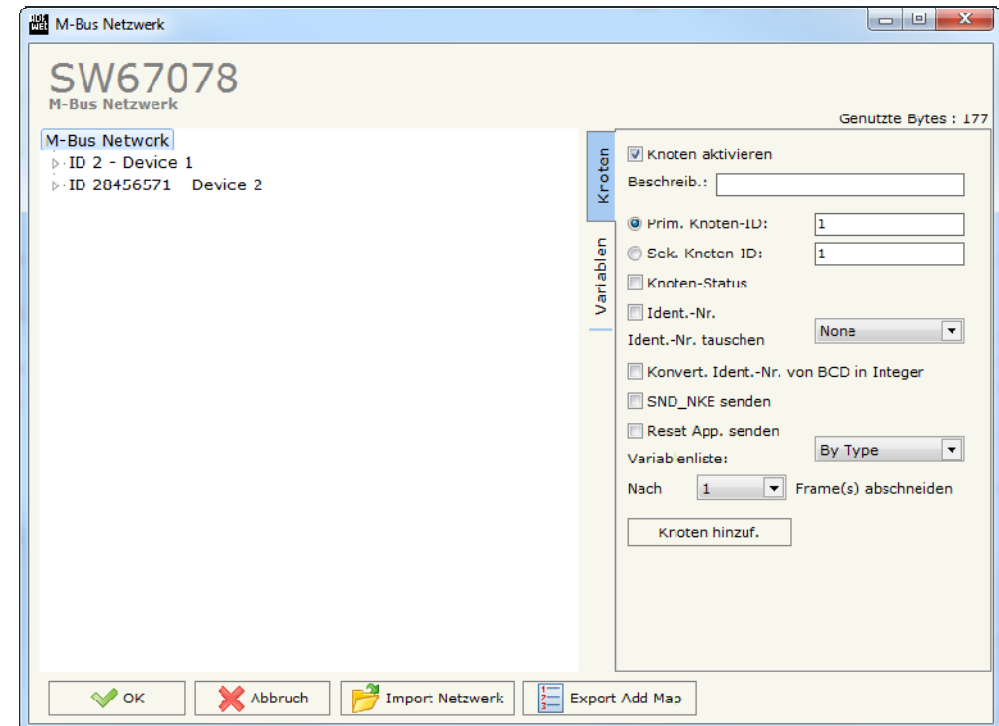 M-Bus Netzwerk
SW67078
M-Bus Netzwerk
Genutzte Bytes : 177
M-Bus Network
ID 2 - Device 1
ID 28456571 Device 2
Knoten
Variablen
Knoten aktivieren
Beschreib.:
Prim. Knoten-ID: 1
Sek. Knoten ID: 1
Knoten-Status
Ident.-Nr.
Ident.-Nr. tauschen None
Konvert. Ident.-Nr. von BCD in Integer
SND_NKE senden
Reset App. senden
Variablenliste: By Type
Nach 1 Frame(s) abschneiden
Knoten hinzuf.
OK Abbruch Import Netzwerk Export Add Map